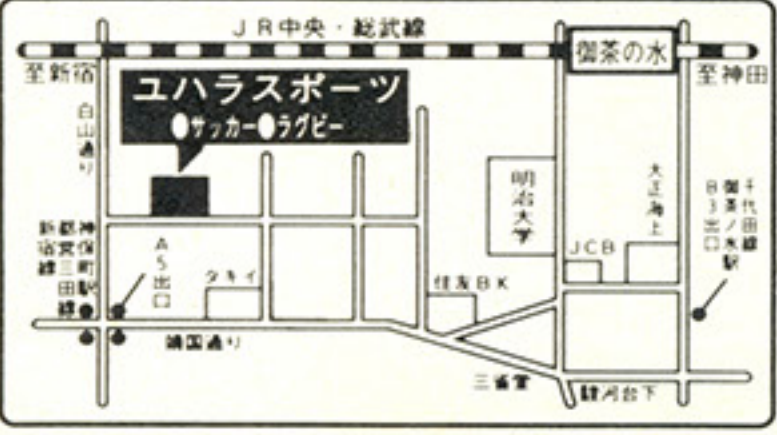 JR中央・総武線
御茶の水
至新宿
至神田
ユハラスポーツ
●サッカー●ラグビー
白山通り
明治大学
大正海上
千代田線
御茶ノ水駅
B3出口
JCB
神保町駅
都営三田線
新宿線
A5出口
タキイ
住友BK
靖国通り
三省堂
駿河台下